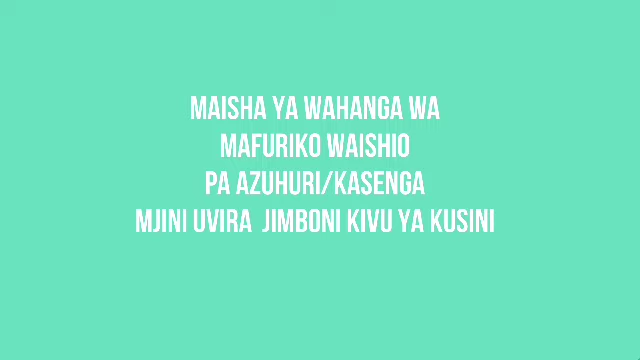 MAISHA YA WAHANGA WA
MAFURIKO WAISHIO
PA AZUHURI/KASENGA
MJINI UVIRA JIMBONI KIVU YA KUSINI